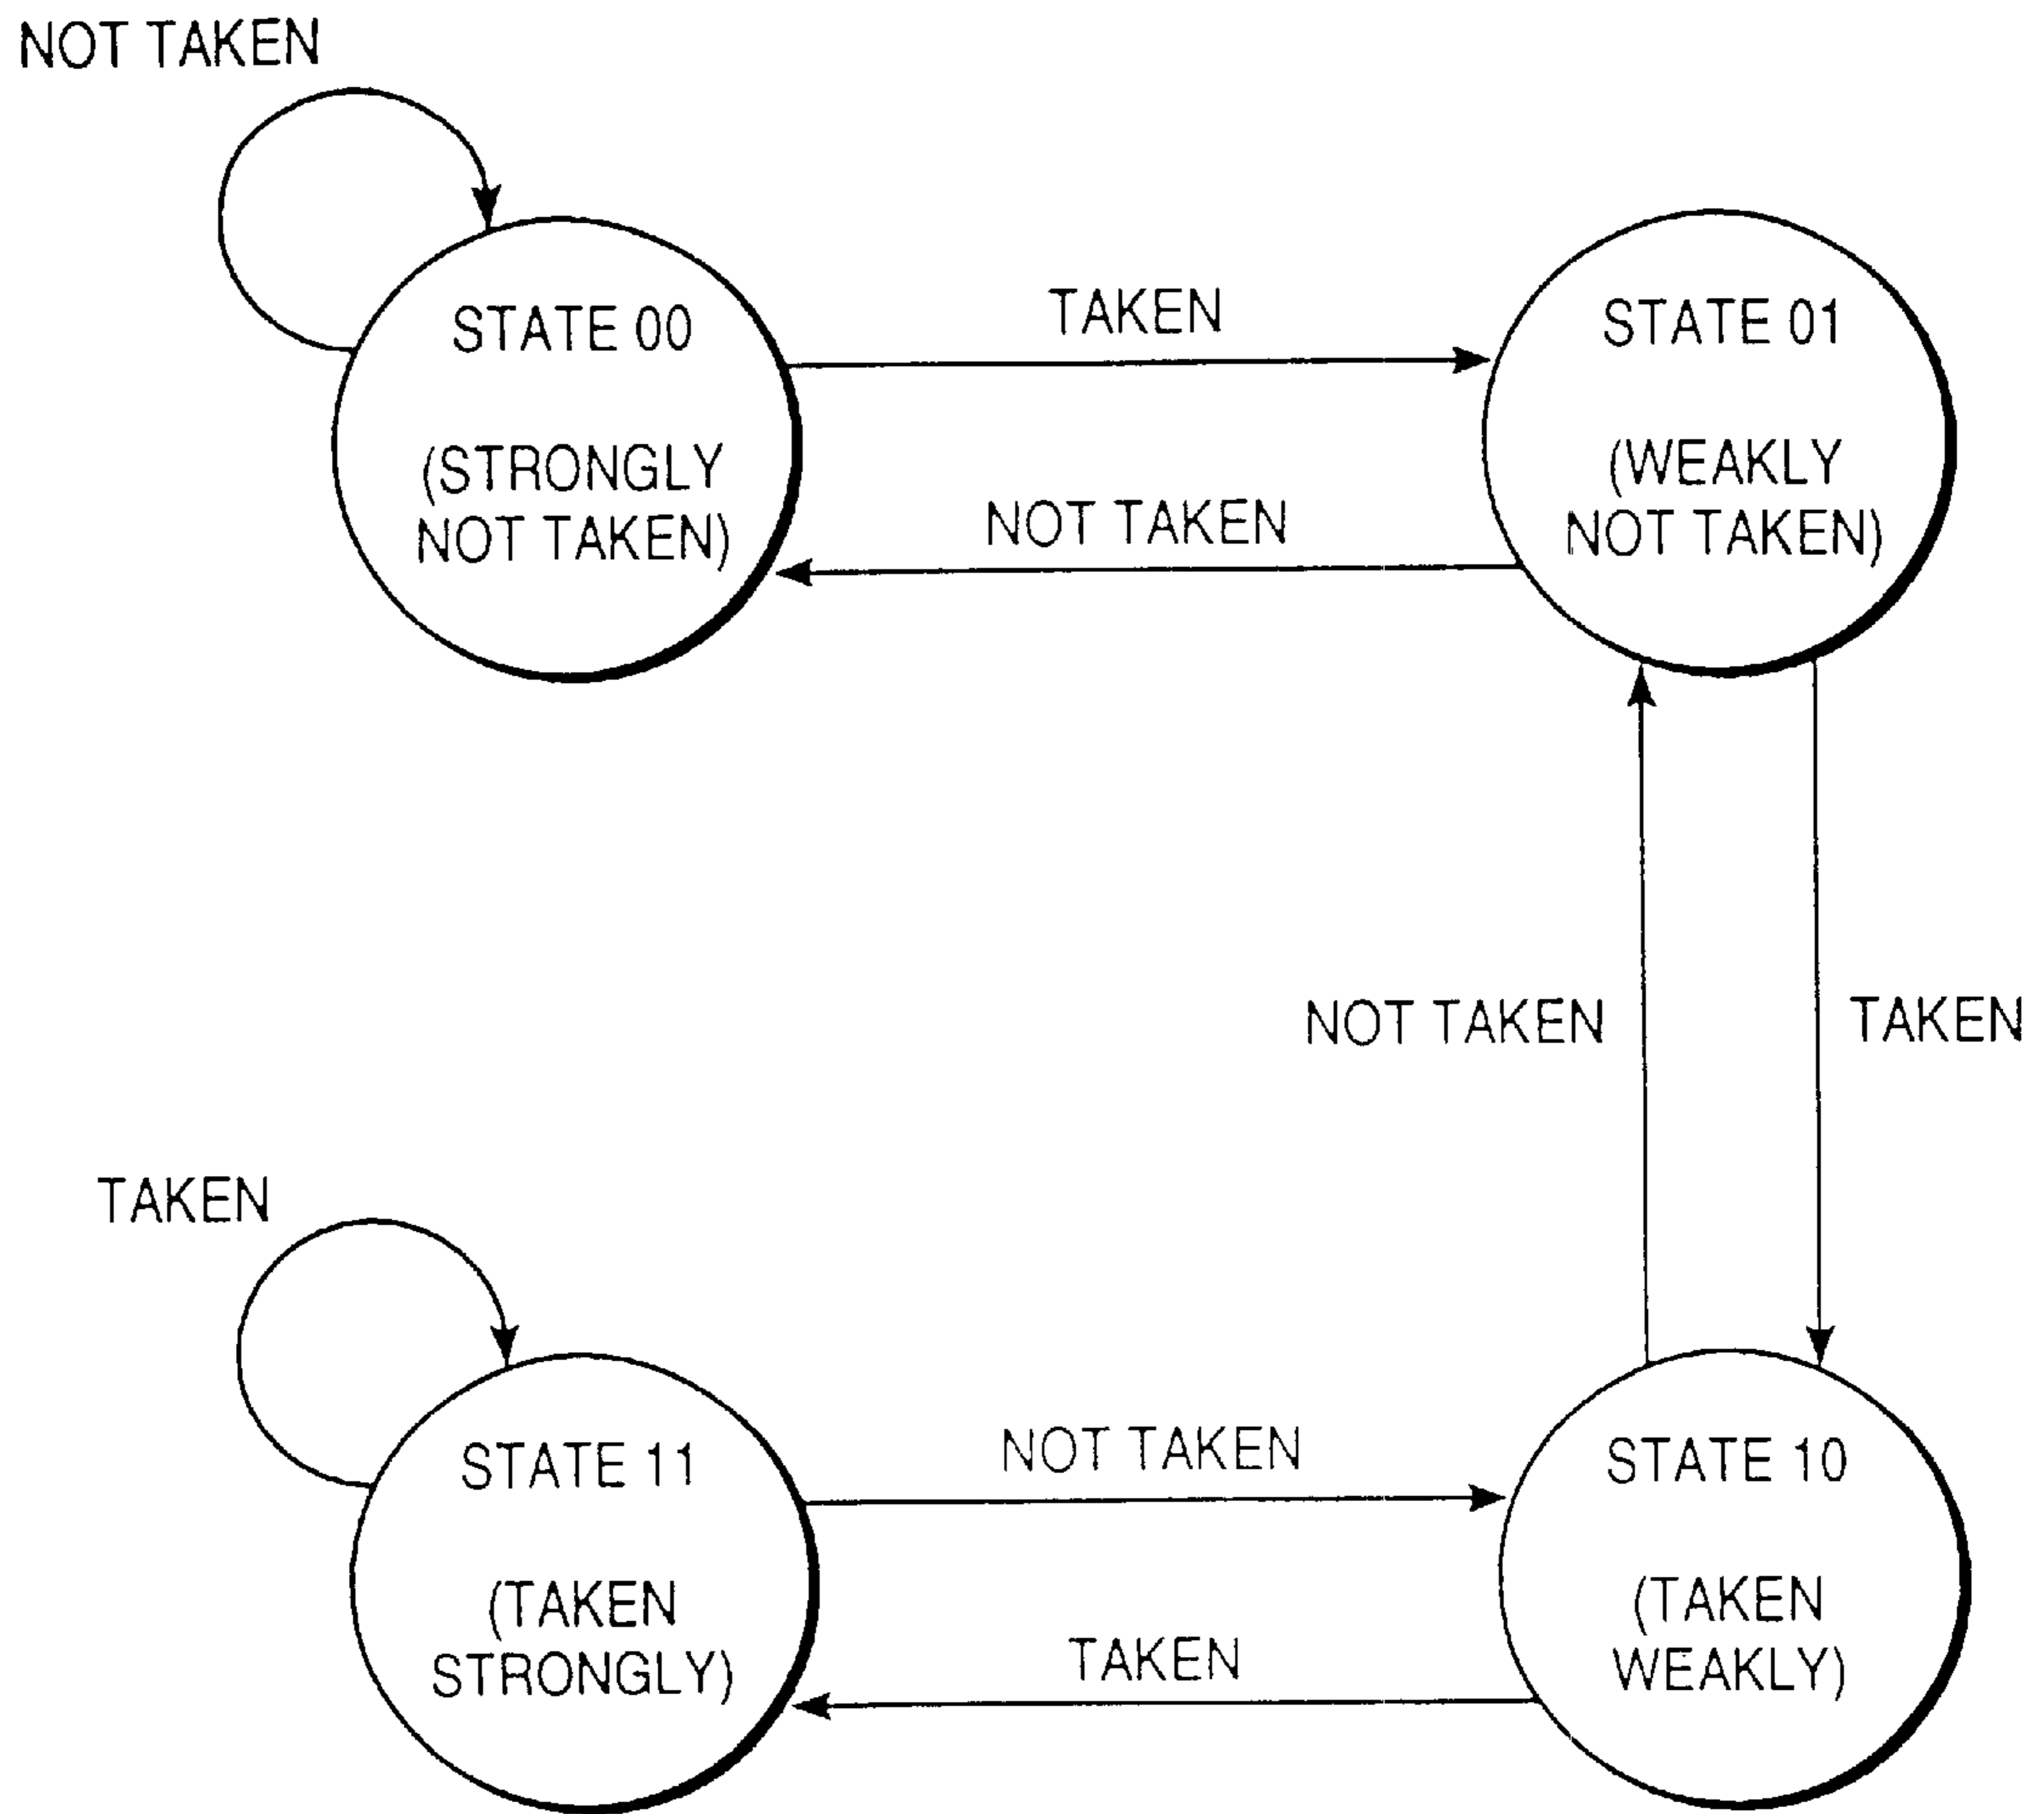 NOT TAKEN
STATE 00
(STRONGLY
NOT TAKEN)
TAKEN
NOT TAKEN
STATE 01
(WEAKLY
NOT TAKEN)
NOT TAKEN
TAKEN
TAKEN
STATE 11
(TAKEN
STRONGLY)
NOT TAKEN
TAKEN
STATE 10
(TAKEN
WEAKLY)